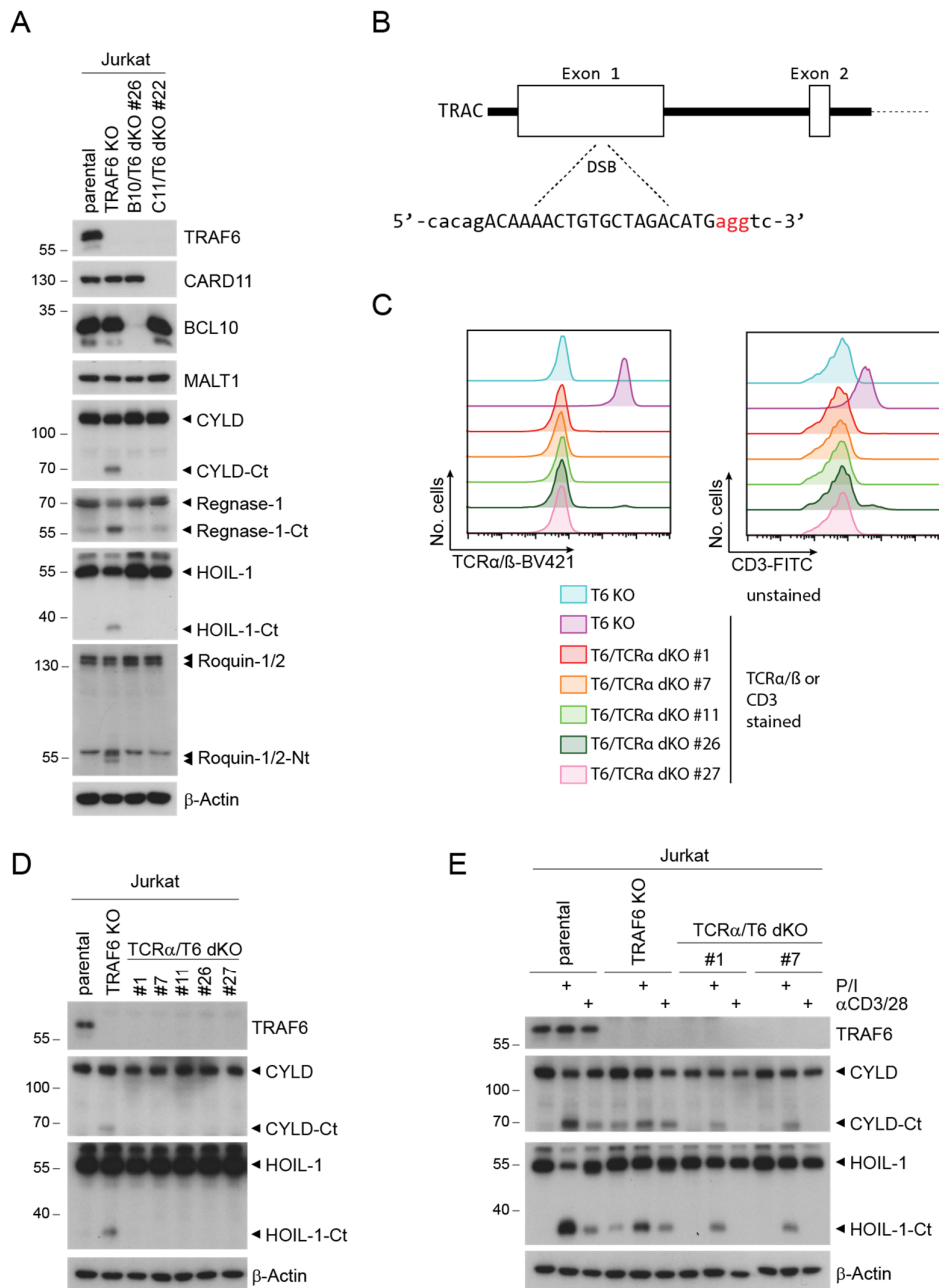 A
Jurkat
parental
TRAF6 KO
B10/T6 dKO #26
C11/T6 dKO #22
TRAF6
55
130
CARD11
35
BCL10
MALT1
CYLD
100
70
CYLD-Ct
70
Regnase-1
55
Regnase-1-Ct
55
HOIL-1
40
HOIL-1-Ct
Roquin-1/2
130
55
Roquin-1/2-Nt
β-Actin
B
Exon 1
Exon 2
TRAC
DSB
5’-cacagACAAAACTGTGCTAGACATGaggtc-3’
C
No. cells
TCRα/ß-BV421
No. cells
CD3-FITC
T6 KO
unstained
T6 KO
T6/TCRα dKO #1
T6/TCRα dKO #7
T6/TCRα dKO #11
T6/TCRα dKO #26
T6/TCRα dKO #27
TCRα/ß or
CD3
stained
D
Jurkat
parental
TRAF6 KO
TCRα/T6 dKO
#1
#7
#11
#26
#27
TRAF6
55
CYLD
100
70
CYLD-Ct
55
HOIL-1
40
HOIL-1-Ct
β-Actin
E
Jurkat
parental
TRAF6 KO
TCRα/T6 dKO
#1
#7
+ + + + P/I
+ + + + αCD3/28
TRAF6
55
CYLD
100
70
CYLD-Ct
55
HOIL-1
40
HOIL-1-Ct
β-Actin